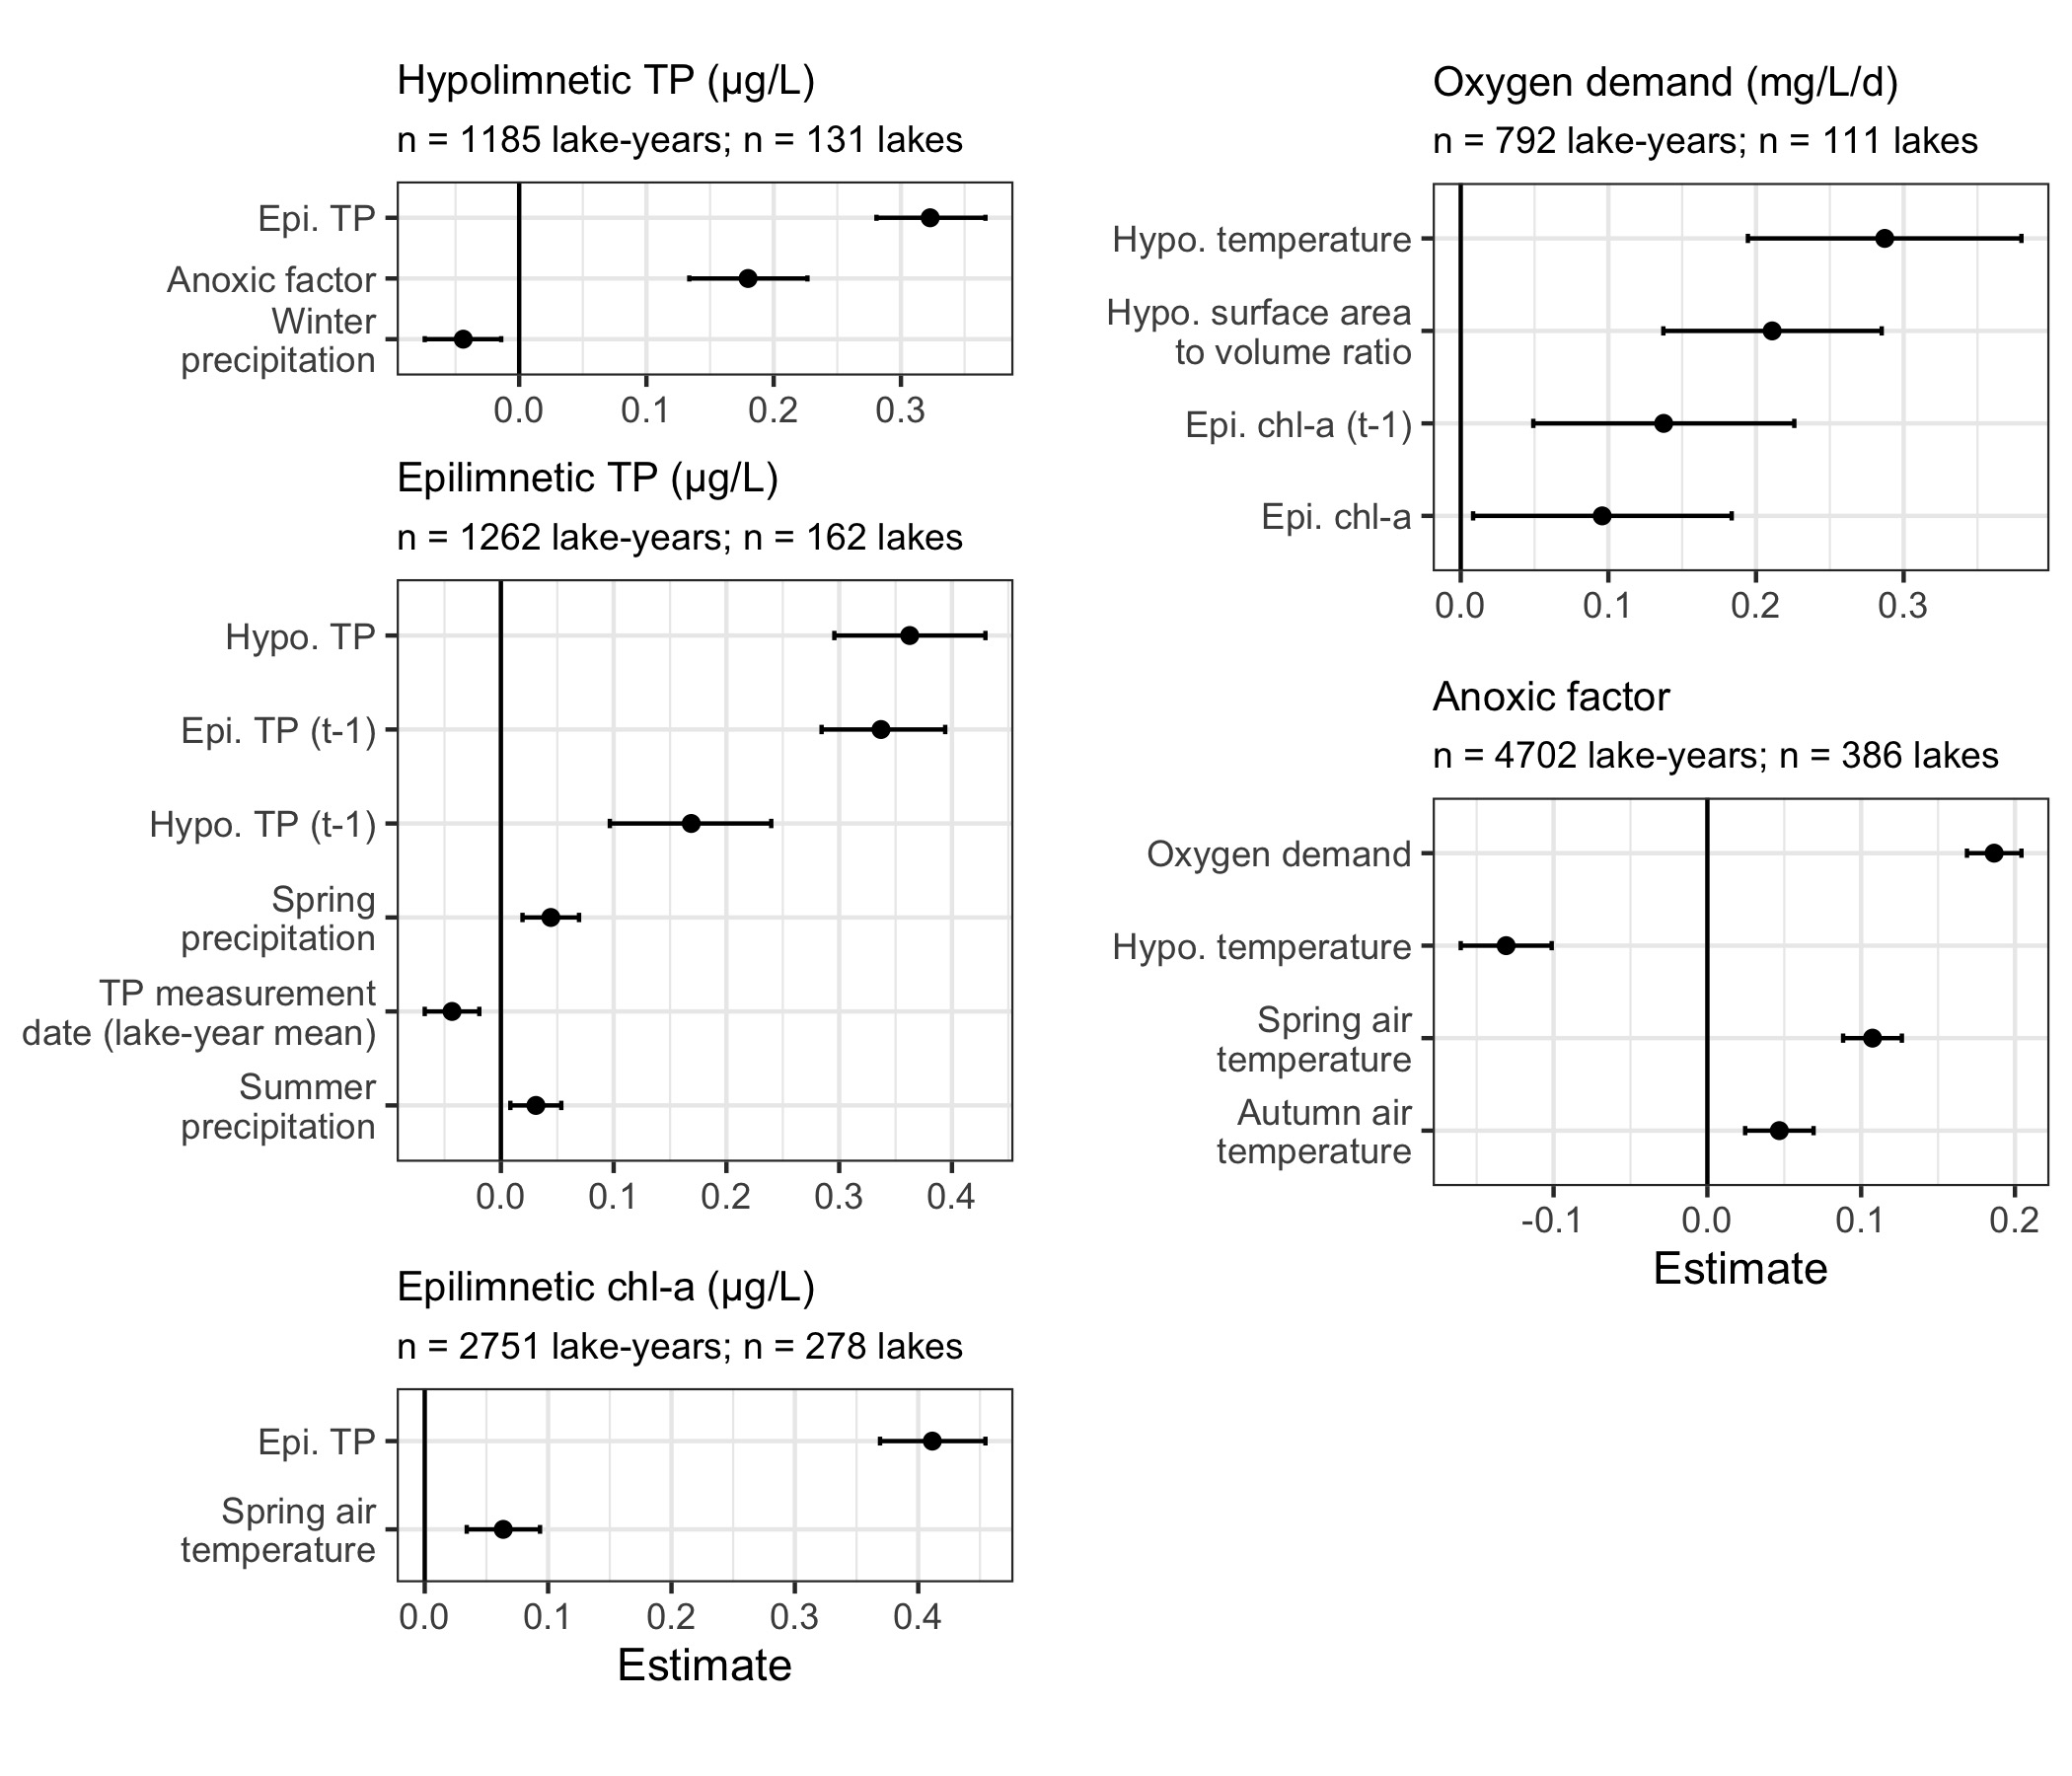 Hypolimnetic TP (µg/L)
n = 1185 lake-years; n = 131 lakes
Epi. TP
Anoxic factor
Winter
precipitation
0.0 0.1 0.2 0.3
Epilimnetic TP (µg/L)
n = 1262 lake-years; n = 162 lakes
Hypo. TP
Epi. TP (t-1)
Hypo. TP (t-1)
Spring
precipitation
TP measurement
date (lake-year mean)
Summer
precipitation
0.0 0.1 0.2 0.3 0.4
Epilimnetic chl-a (µg/L)
n = 2751 lake-years; n = 278 lakes
Epi. TP
Spring air
temperature
0.0 0.1 0.2 0.3 0.4
Estimate
Oxygen demand (mg/L/d)
n = 792 lake-years; n = 111 lakes
Hypo. temperature
Hypo. surface area
to volume ratio
Epi. chl-a (t-1)
Epi. chl-a
0.0 0.1 0.2 0.3
Anoxic factor
n = 4702 lake-years; n = 386 lakes
Oxygen demand
Hypo. temperature
Spring air
temperature
Autumn air
temperature
-0.1 0.0 0.1 0.2
Estimate